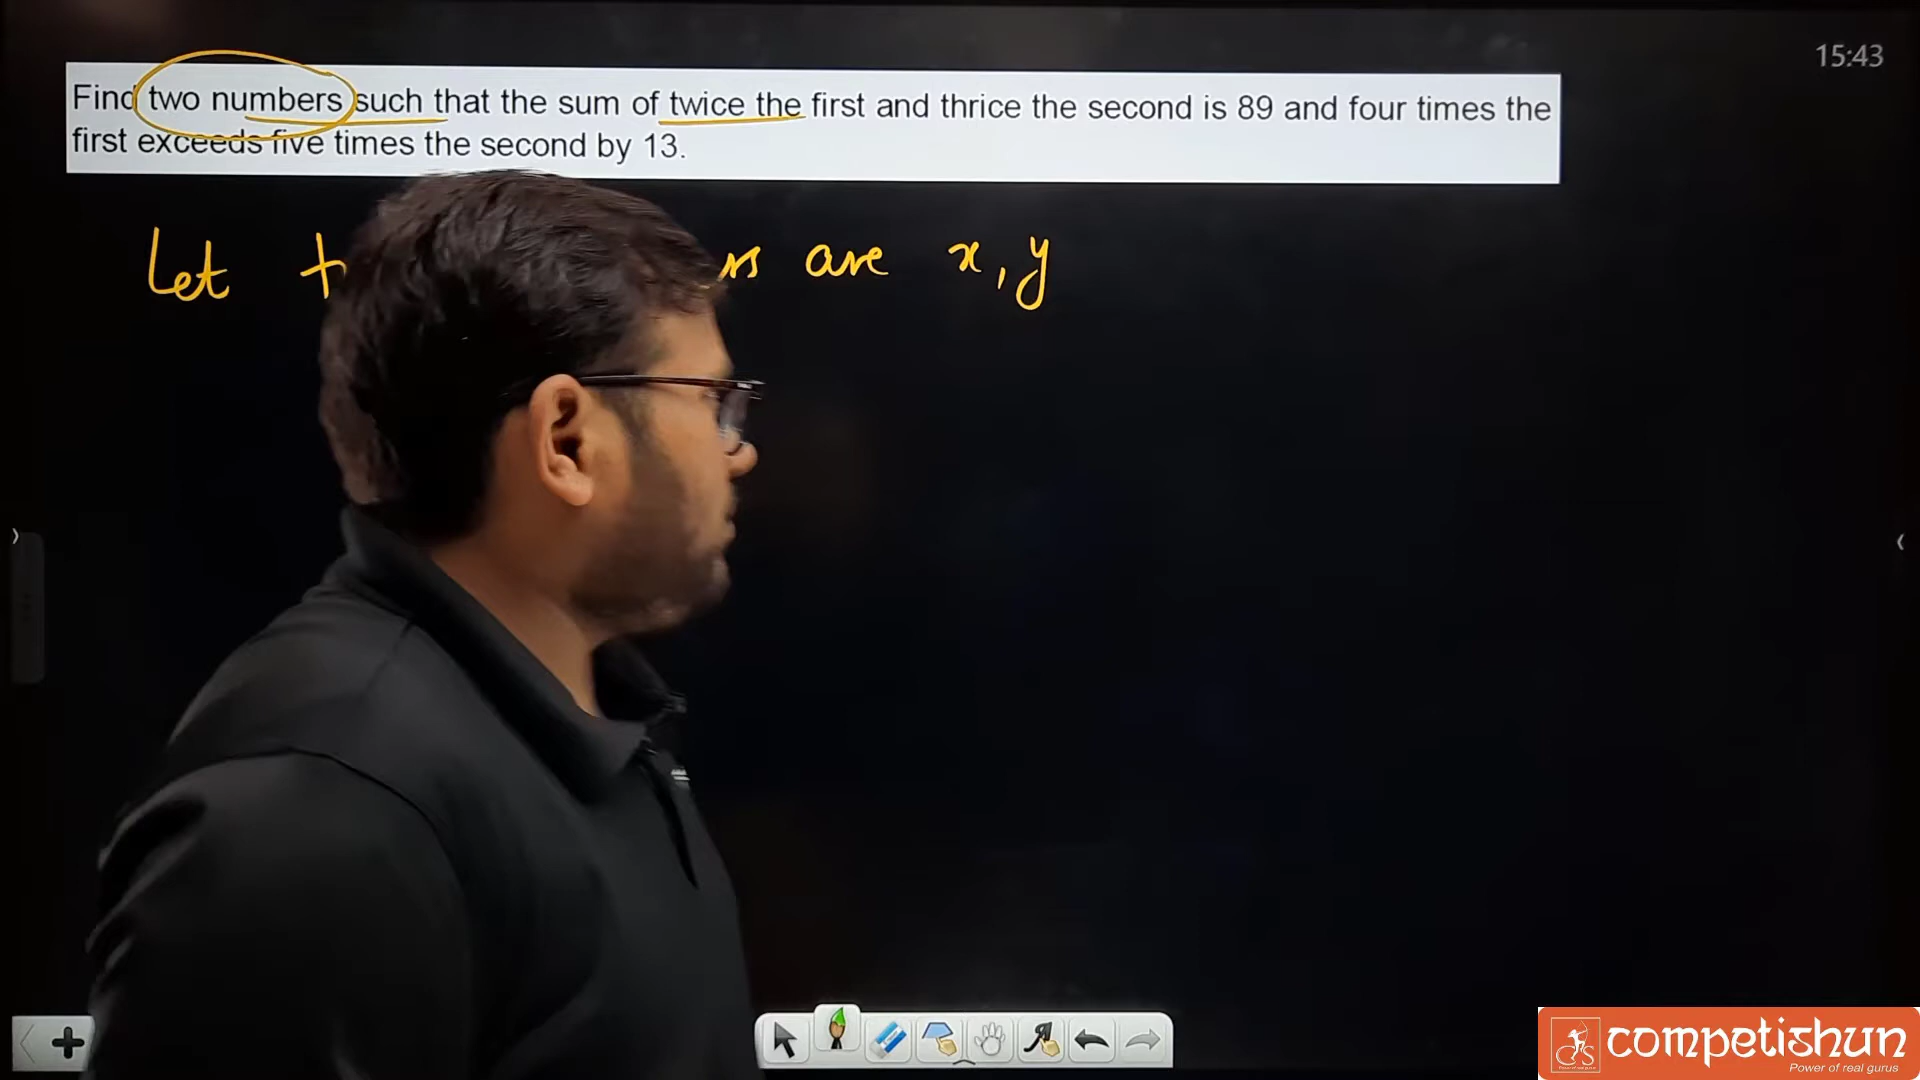 15:43
Find two numbers such that the sum of twice the first and thrice the second is 89 and four times the
first exceeds five times the second by 13.
Let are x, y
competishun
Power of real gurus